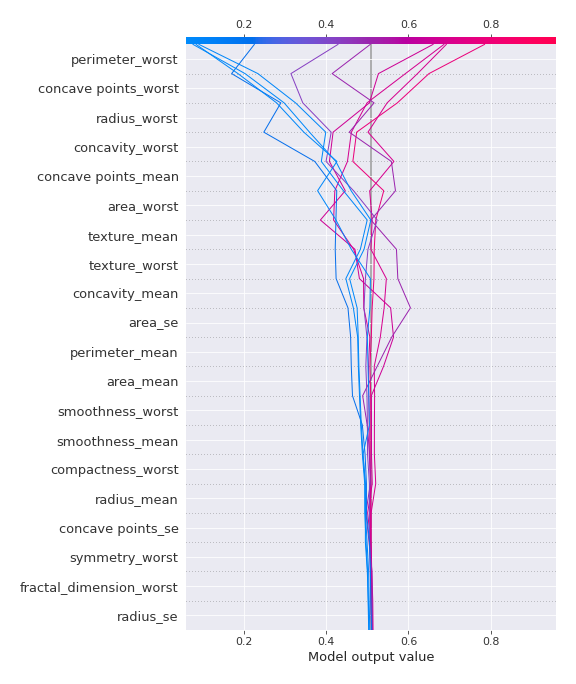 0.2 0.4 0.6 0.8
perimeter_worst
concave points_worst
radius_worst
concavity_worst
concave points_mean
area_worst
texture_mean
texture_worst
concavity_mean
area_se
perimeter_mean
area_mean
smoothness_worst
smoothness_mean
compactness_worst
radius_mean
concave points_se
symmetry_worst
fractal_dimension_worst
radius_se
0.2 0.4 0.6 0.8
Model output value